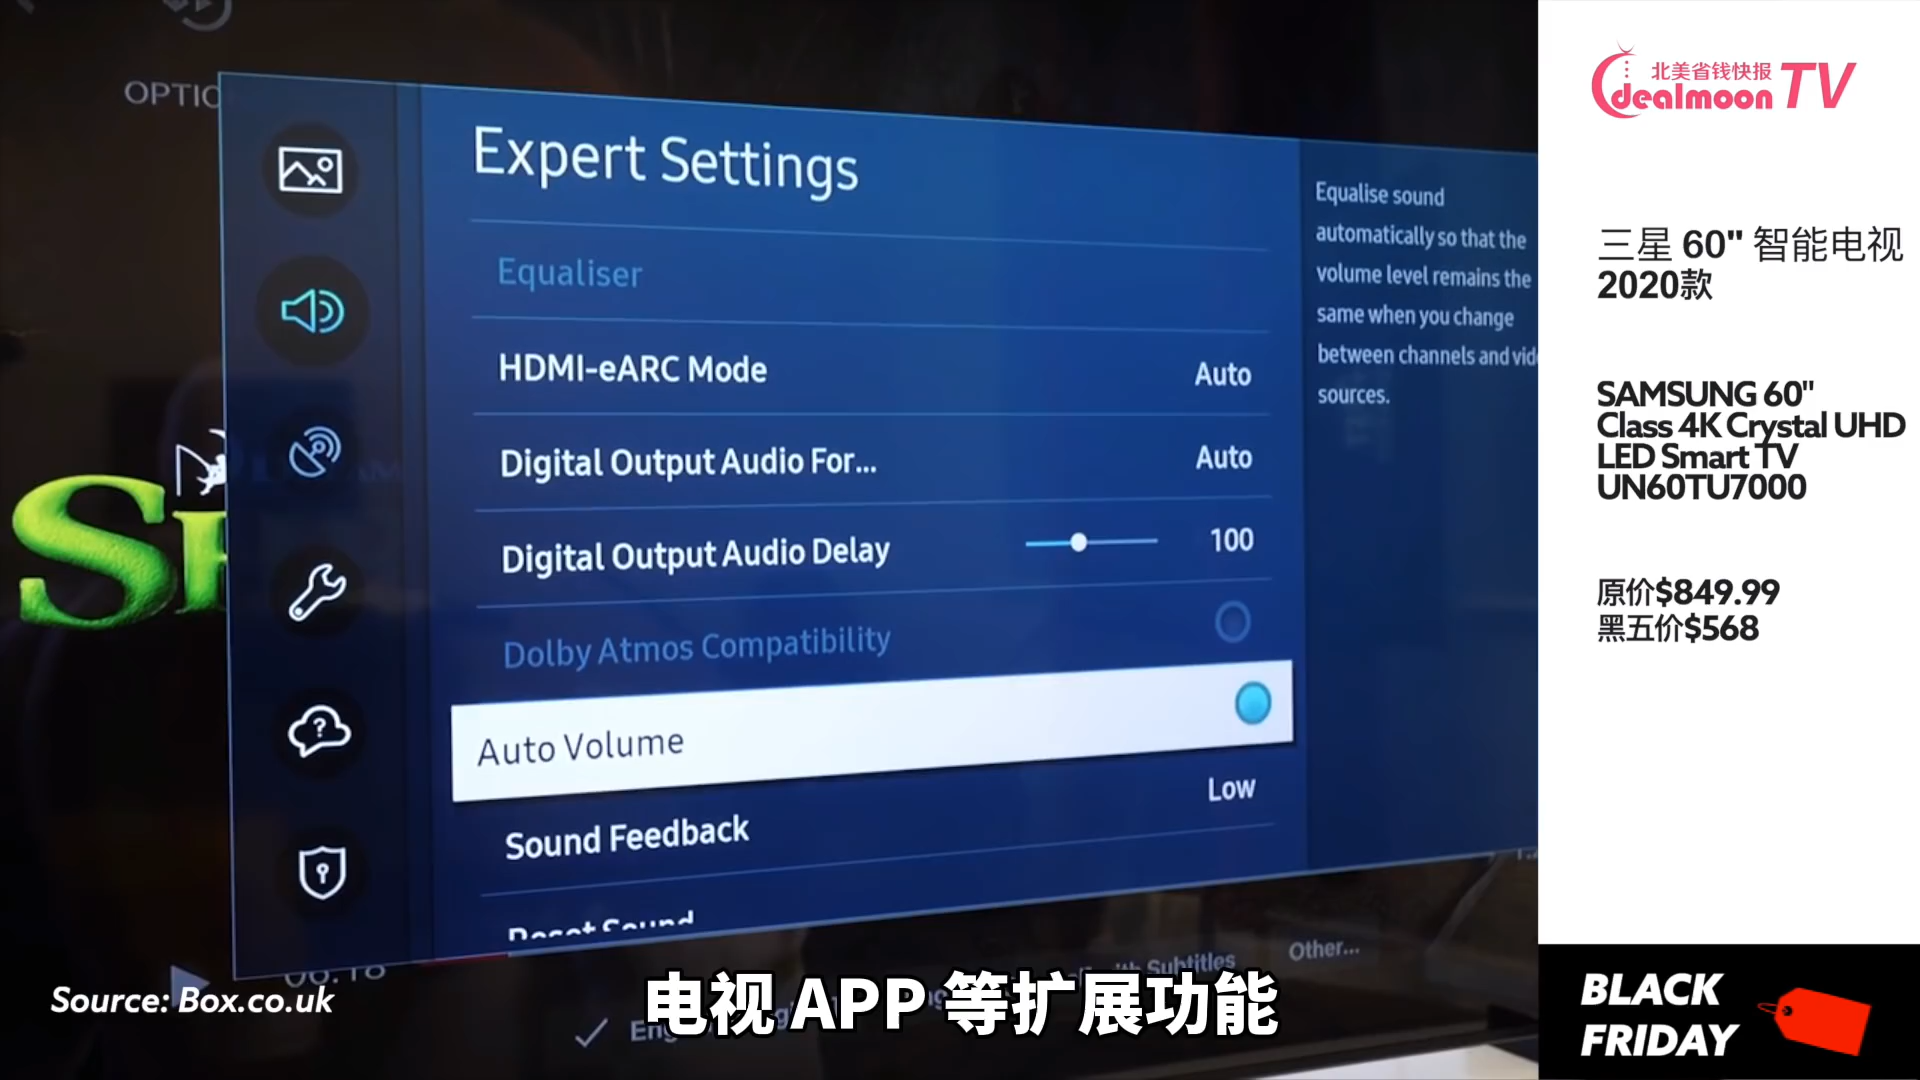 OPTIO
Expert Settings
Equaliser
HDMI-eARC Mode
Auto
Digital Output Audio For...
Auto
Digital Output Audio Delay
100
Dolby Atmos Compatibility
Auto Volume
Sound Feedback
Low
Reset Sound
Equalise sound
automatically so that the
volume level remains the
same when you change
between channels and vid
sources.
with Subtitles
Other...
Source: Box.co.uk
电视 APP 等扩展功能
北美省钱快报
dealmoon TV
三星 60" 智能电视
2020款
SAMSUNG 60"
Class 4K Crystal UHD
LED Smart TV
UN60TU7000
原价$849.99
黑五价$568
BLACK
FRIDAY